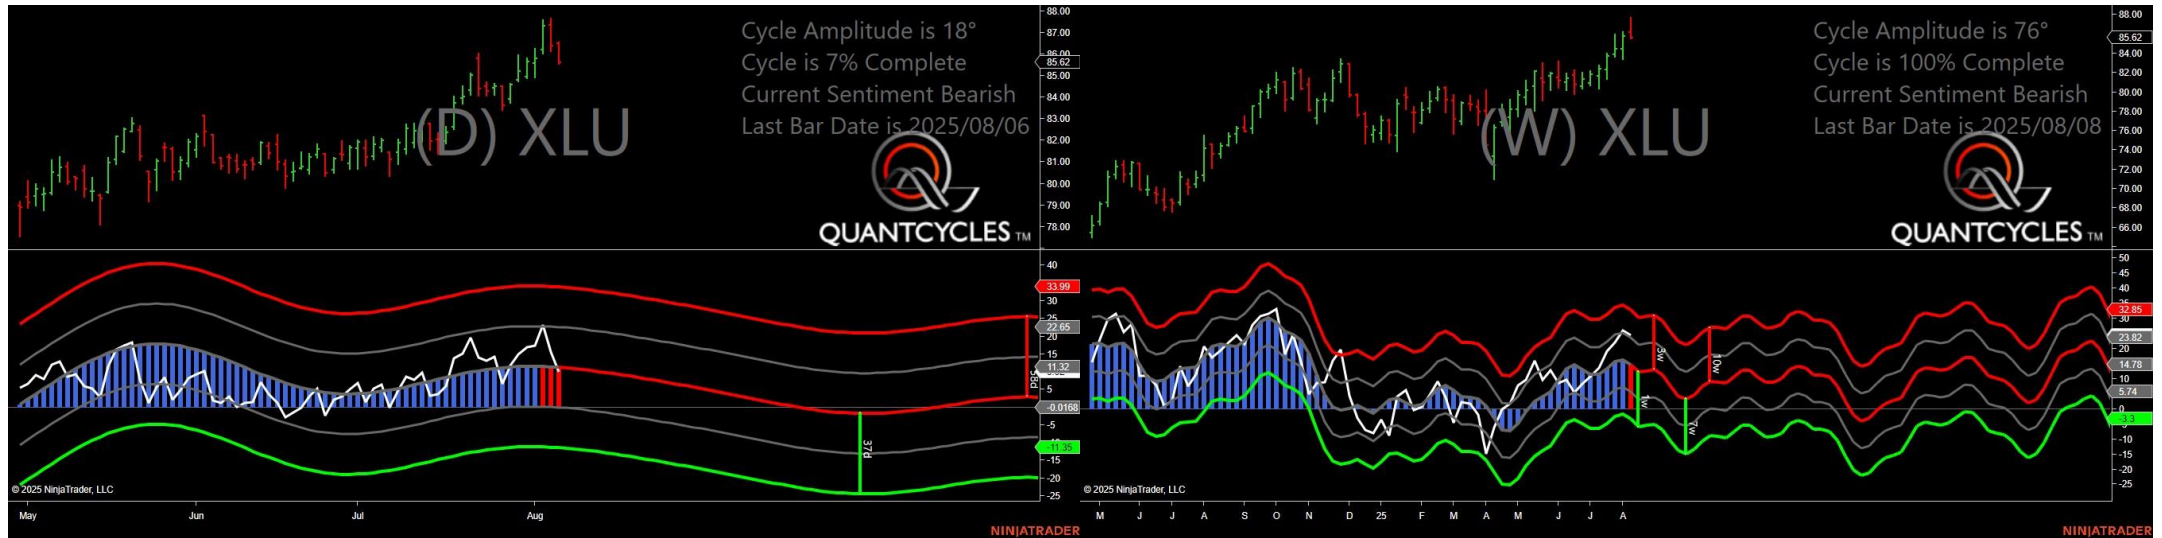 Cycle Amplitude is 18°
Cycle is 7% Complete
Current Sentiment Bearish
Last Bar Date is 2025/08/06
(D) XLU
QUANTCYCLES TM
88.00
87.00
86.00
85.62
85.00
84.00
83.00
82.00
81.00
80.00
79.00
78.00
40
33.99
30
25
22.65
20
15
11.32
5
-0.0168
-5
-11.35
-15
-20
-25
37d
58d
© 2025 NinjaTrader, LLC
May Jun Jul Aug
NINJATRADER
Cycle Amplitude is 76°
Cycle is 100% Complete
Current Sentiment Bearish
Last Bar Date is 2025/08/08
(W) XLU
QUANTCYCLES TM
88.00
85.62
84.00
82.00
80.00
78.00
76.00
74.00
72.00
70.00
68.00
66.00
50
45
40
35
32.85
30
23.82
20
14.78
10
5.74
0
-3.3
-10
-15
-20
-25
3w
10w
1w
7w
© 2025 NinjaTrader, LLC
M J J A S O N D 25 F M A M J J A
NINJATRADER